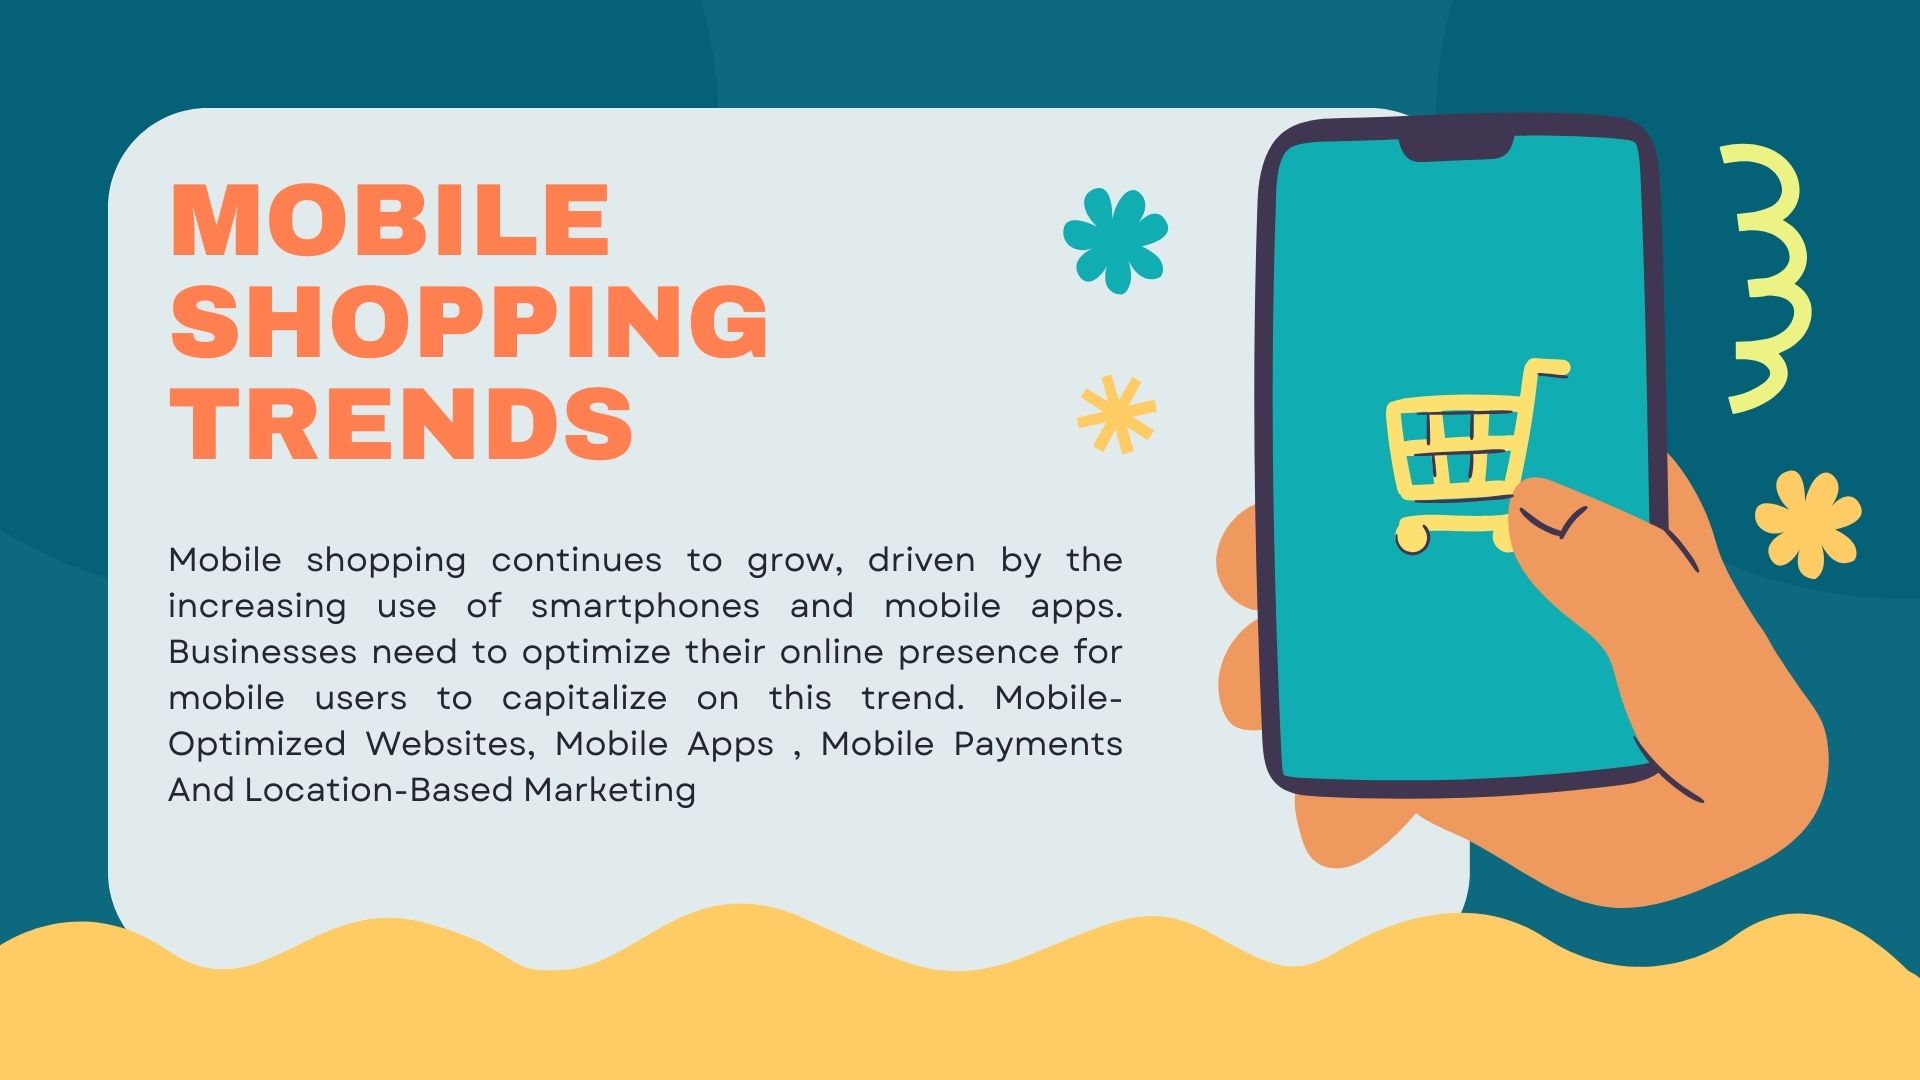 MOBILE
SHOPPING
TRENDS
Mobile shopping continues to grow, driven by the
increasing use of smartphones and mobile apps.
Businesses need to optimize their online presence for
mobile users to capitalize on this trend. Mobile-
Optimized Websites, Mobile Apps , Mobile Payments
And Location-Based Marketing